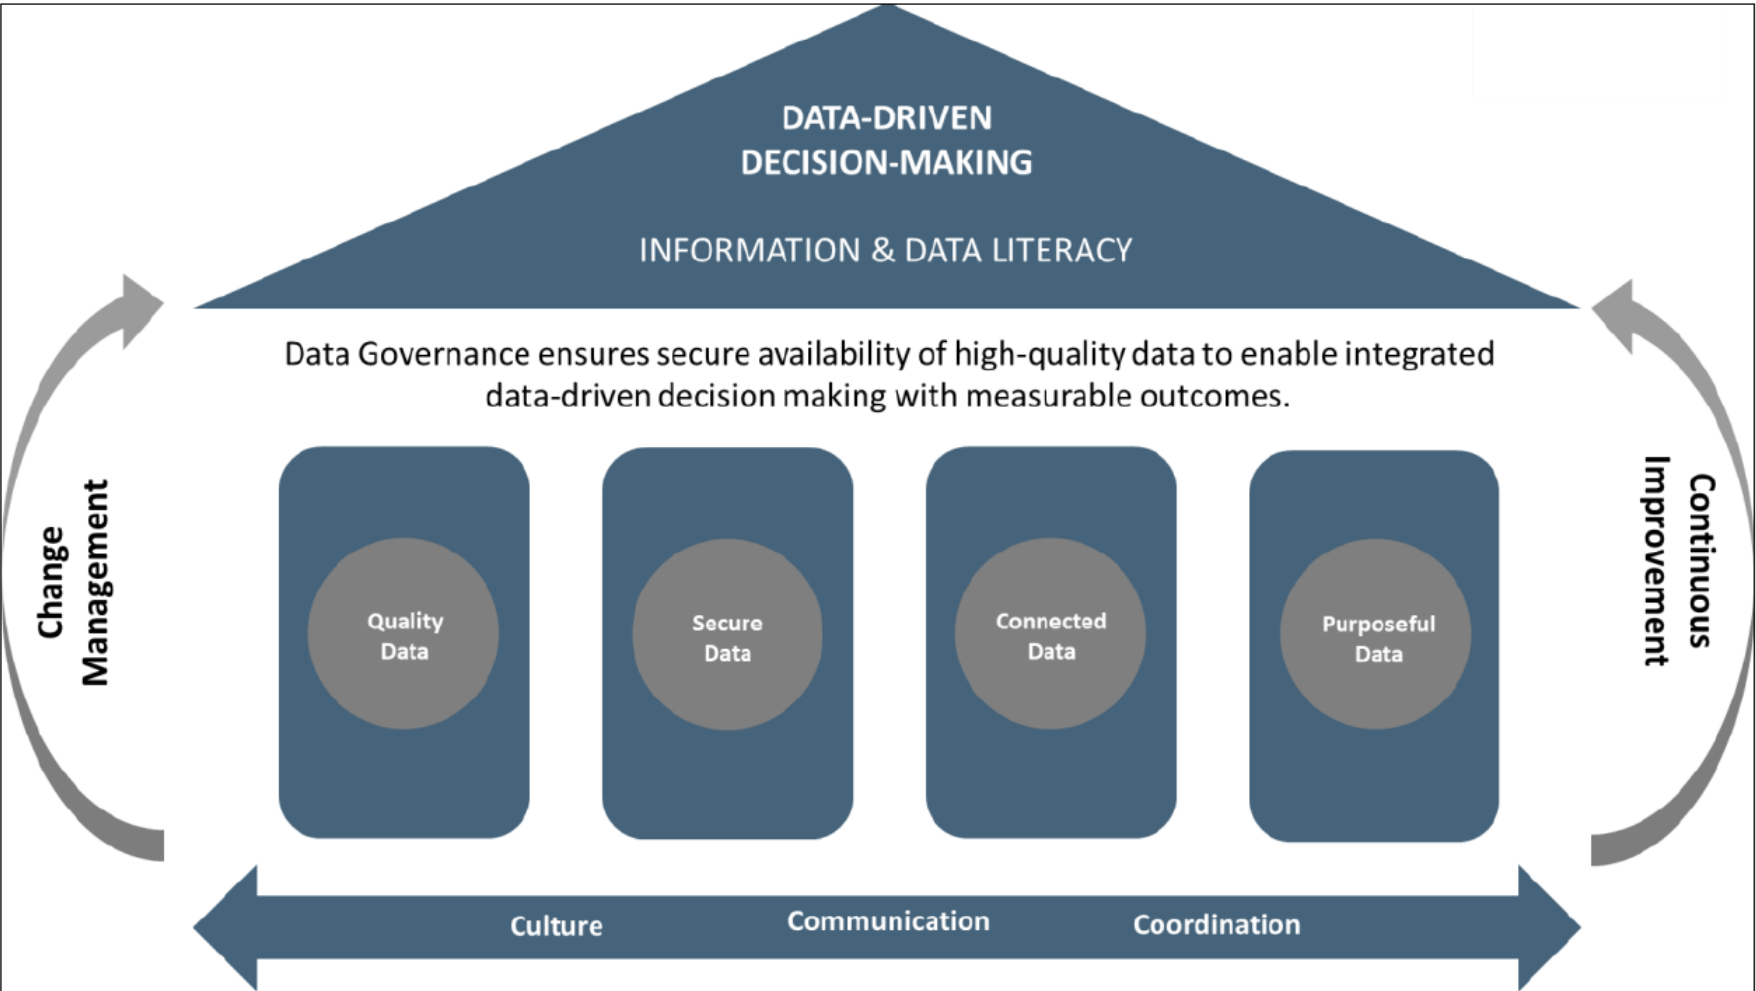 DATA-DRIVEN
DECISION-MAKING
INFORMATION & DATA LITERACY
Data Governance ensures secure availability of high-quality data to enable integrated
data-driven decision making with measurable outcomes.
Change
Management
Quality
Data
Secure
Data
Connected
Data
Purposeful
Data
Continuous
Improvement
Culture
Communication
Coordination